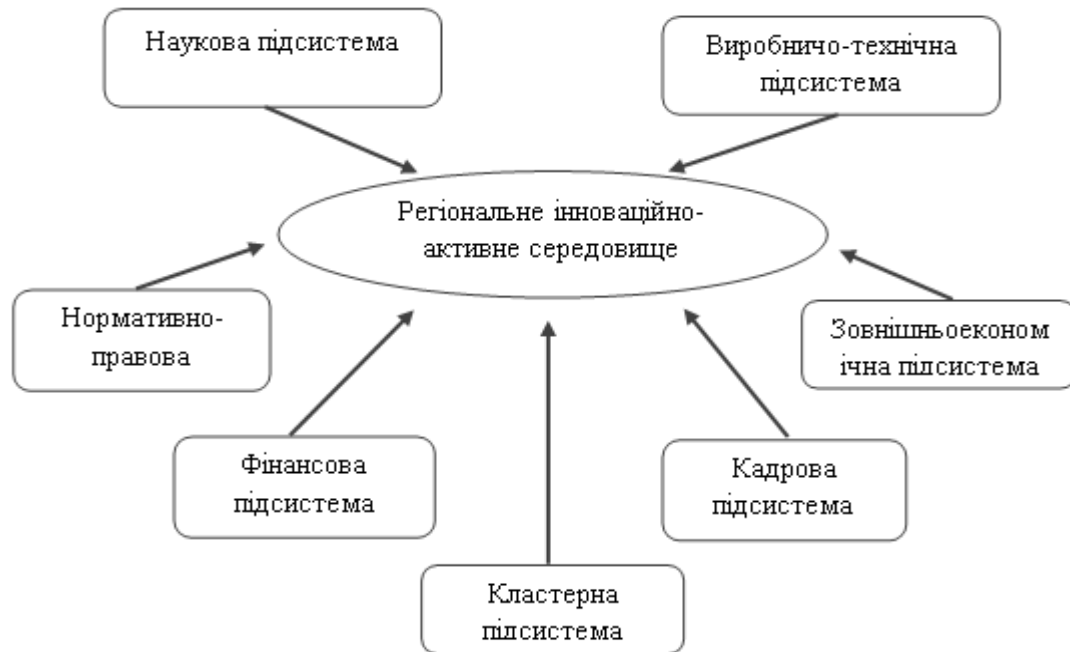 Наукова підсистема
Виробничо-технічна
підсистема
Регіональне інноваційно-
активне середовище
Нормативно-
правова
Зовнішньоеконом
ічна підсистема
Фінансова
підсистема
Кадрова
підсистема
Кластерна
підсистема